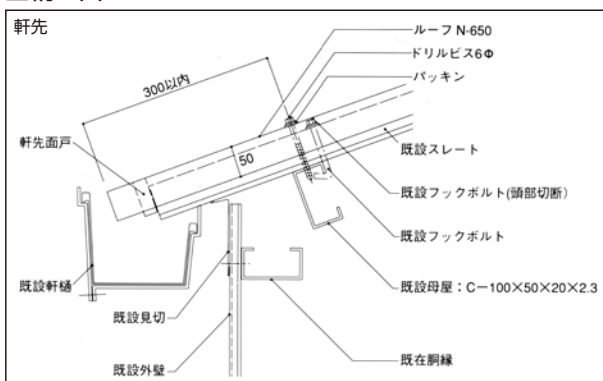 軒先
ルーフ N-650
ドリルビス6Φ
パッキン
300以内
軒先面戸
50
既設スレート
既設フックボルト(頭部切断)
既設フックボルト
既設軒樋
既設母屋:C-100×50×20×2.3
既設見切
既在胴縁
既設外壁